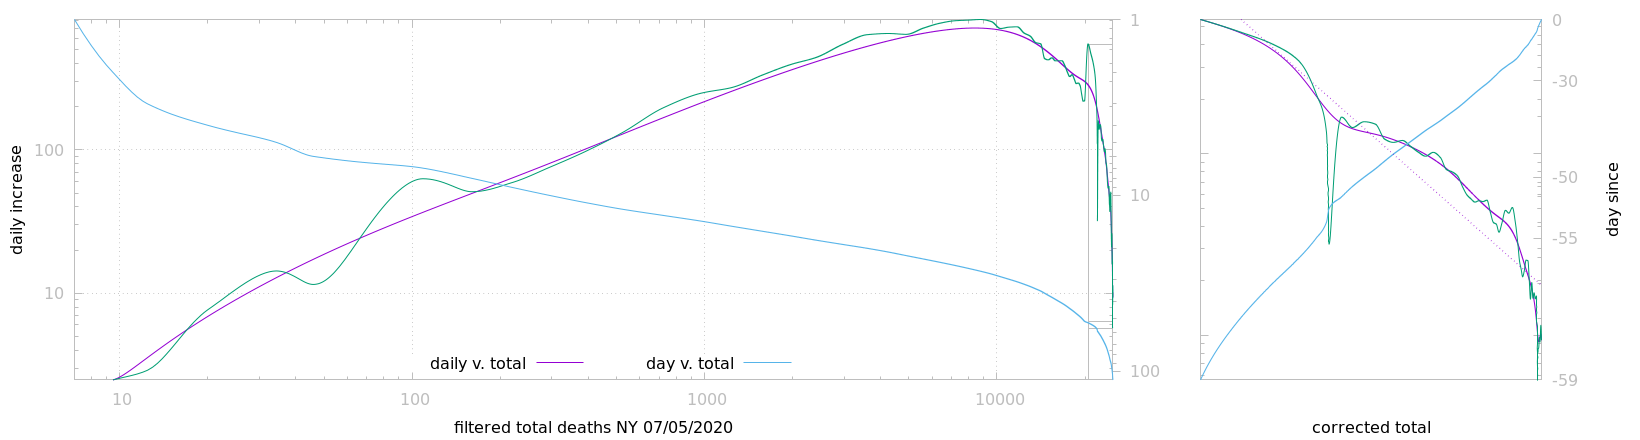 daily increase
100
10
10
100
1000
10000
1
10
100
daily v. total
day v. total
filtered total deaths NY 07/05/2020
0
-30
-50
-55
-59
day since
corrected total